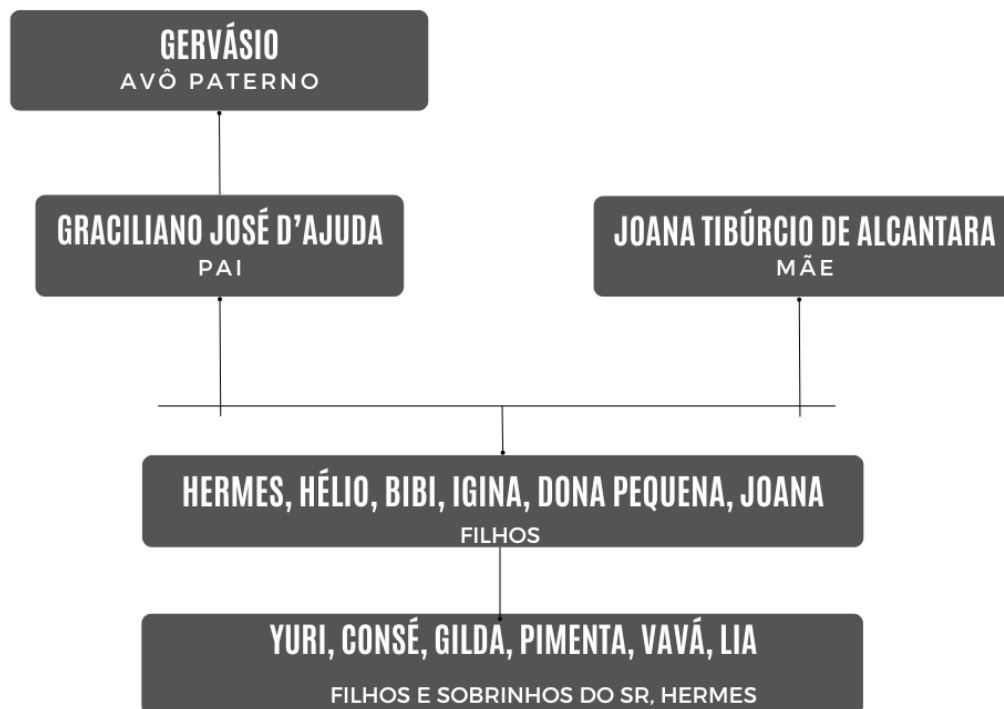 GERVÁSIO
AVÔ PATERNO
GRACILIANO JOSÉ D’AJUDA
PAI
JOANA TIBÚRCIO DE ALCANTARA
MÃE
HERMES, HÉLIO, BIBI, IGINA, DONA PEQUENA, JOANA
FILHOS
YURI, CONSÉ, GILDA, PIMENTA, VAVÁ, LIA
FILHOS E SOBRINHOS DO SR, HERMES